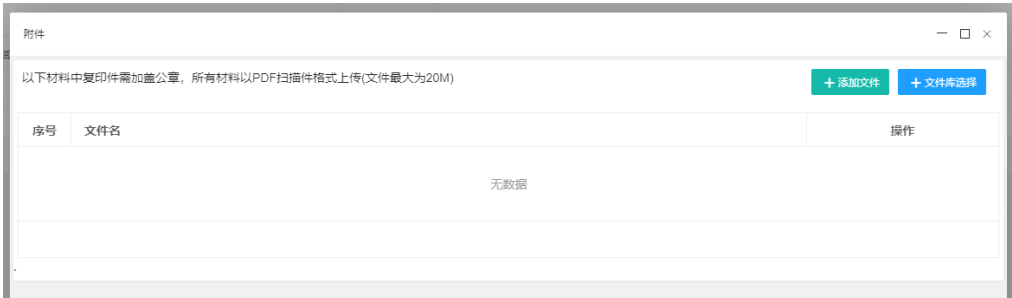 附件
以下材料中复印件需加盖公章，所有材料以PDF扫描件格式上传(文件最大为20M)
+ 添加文件 + 文件库选择
序号 文件名 操作
无数据